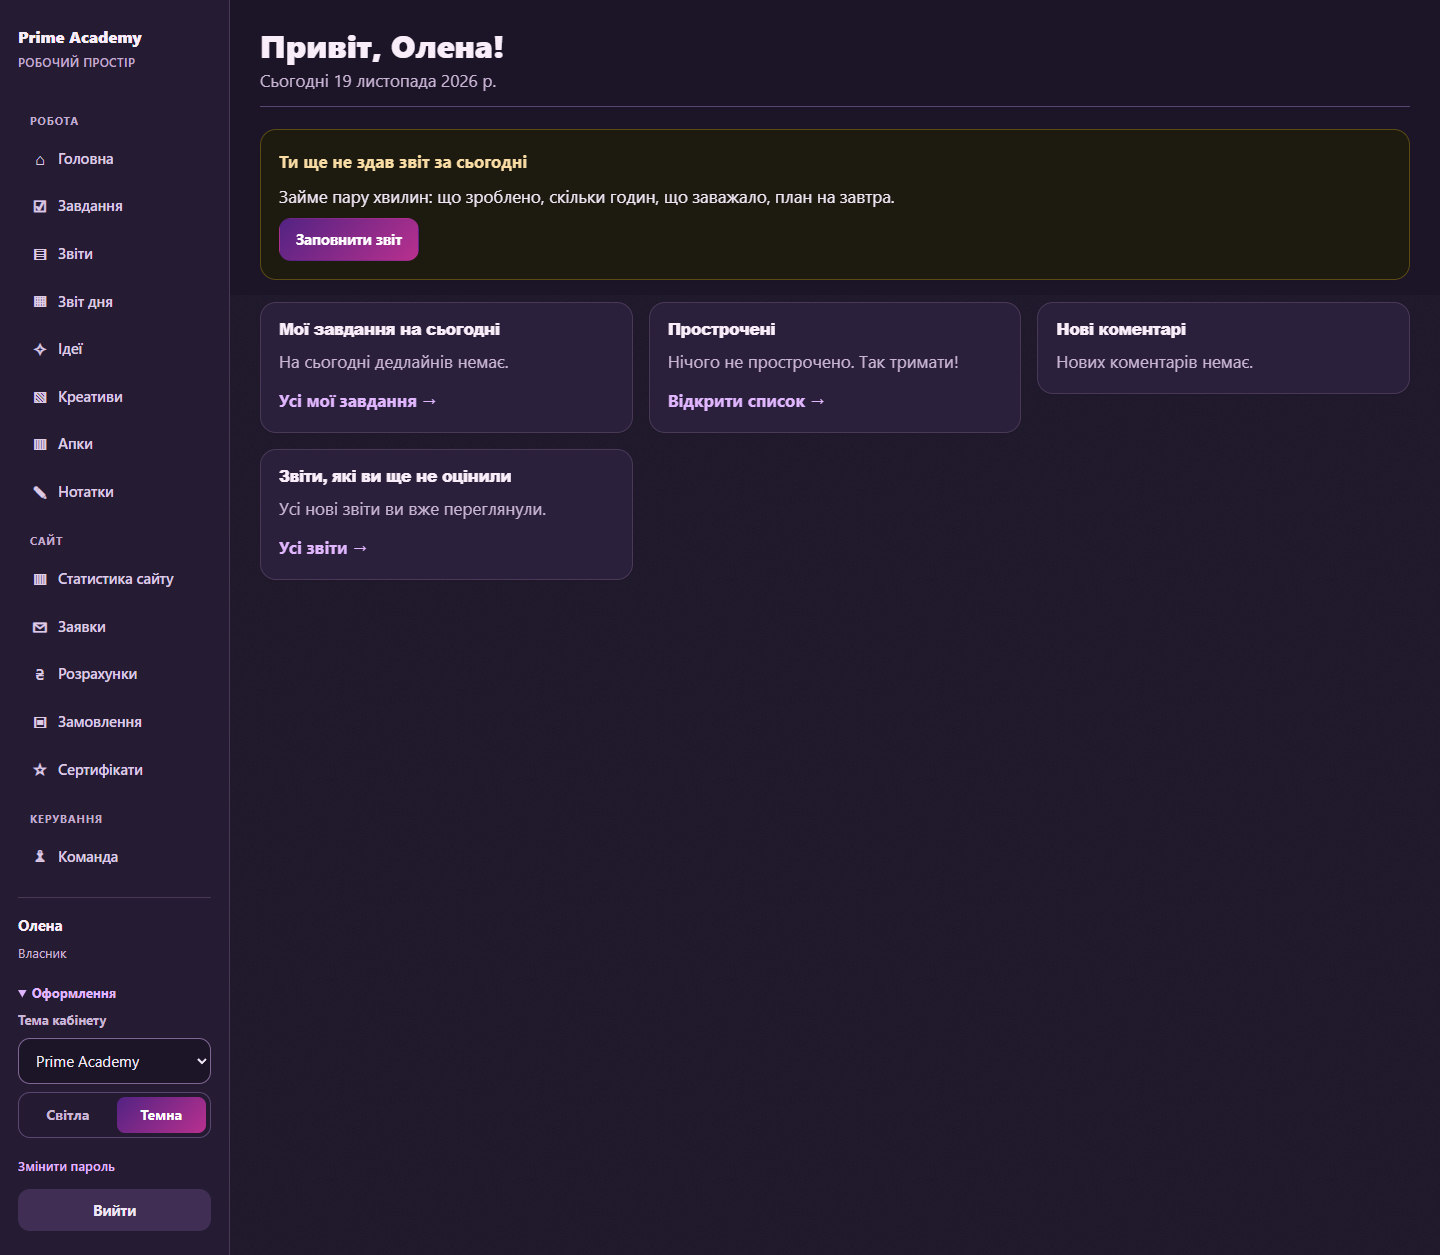 Prime Academy
РОБОЧИЙ ПРОСТІР
РОБОТА
Головна
Завдання
Звіти
Звіт дня
Ідеї
Креативи
Апки
Нотатки
САЙТ
Статистика сайту
Заявки
₴ Розрахунки
Замовлення
Сертифікати
КЕРУВАННЯ
Команда
Олена
Власник
▼ Оформлення
Тема кабінету
Prime Academy
Світла Темна
Змінити пароль
Вийти
Привіт, Олена!
Сьогодні 19 листопада 2026 р.
Ти ще не здав звіт за сьогодні
Займе пару хвилин: що зроблено, скільки годин, що заважало, план на завтра.
Заповнити звіт
Мої завдання на сьогодні
На сьогодні дедлайнів немає.
Усі мої завдання →
Прострочені
Нічого не прострочено. Так тримати!
Відкрити список →
Нові коментарі
Нових коментарів немає.
Звіти, які ви ще не оцінили
Усі нові звіти ви вже переглянули.
Усі звіти →